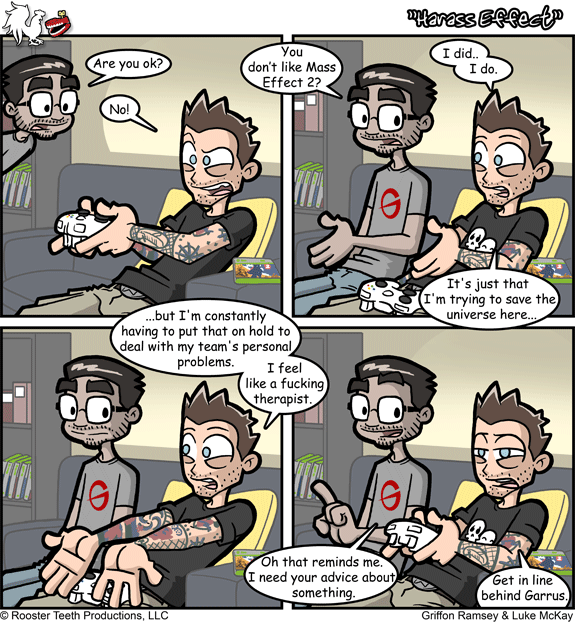 "Harass Effect"
Are you ok?
No!
You
don't like Mass
Effect 2?
I did..
I do.
It's just that
I'm trying to save the
universe here...
...but I'm constantly
having to put that on hold to
deal with my team's personal
problems.
I feel
like a fucking
therapist.
Oh that reminds me.
I need your advice about
something.
Get in line
behind Garrus.
© Rooster Teeth Productions, LLC
Griffon Ramsey & Luke McKay